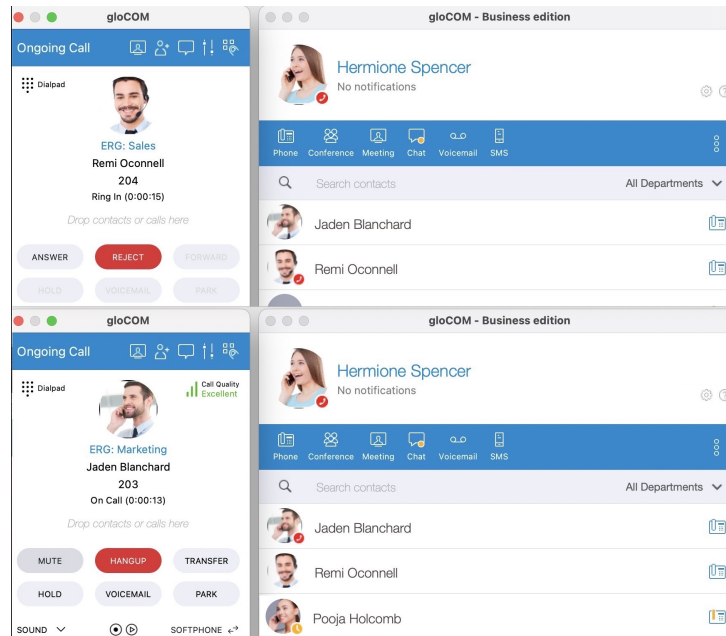 gloCOM
Ongoing Call
Dialpad
ERG: Sales
Remi Oconnell
204
Ring In (0:00:15)
Drop contacts or calls here
ANSWER REJECT FORWARD
HOLD VOICEMAIL PARK
gloCOM - Business edition
Hermione Spencer
No notifications
Phone Conference Meeting Chat Voicemail SMS
Search contacts All Departments
Jaden Blanchard
Remi Oconnell
gloCOM
Ongoing Call
Dialpad
Call Quality
Excellent
ERG: Marketing
Jaden Blanchard
203
On Call (0:00:13)
Drop contacts or calls here
MUTE HANGUP TRANSFER
HOLD VOICEMAIL PARK
SOUND SOFTPHONE
gloCOM - Business edition
Hermione Spencer
No notifications
Phone Conference Meeting Chat Voicemail SMS
Search contacts All Departments
Jaden Blanchard
Remi Oconnell
Pooja Holcomb